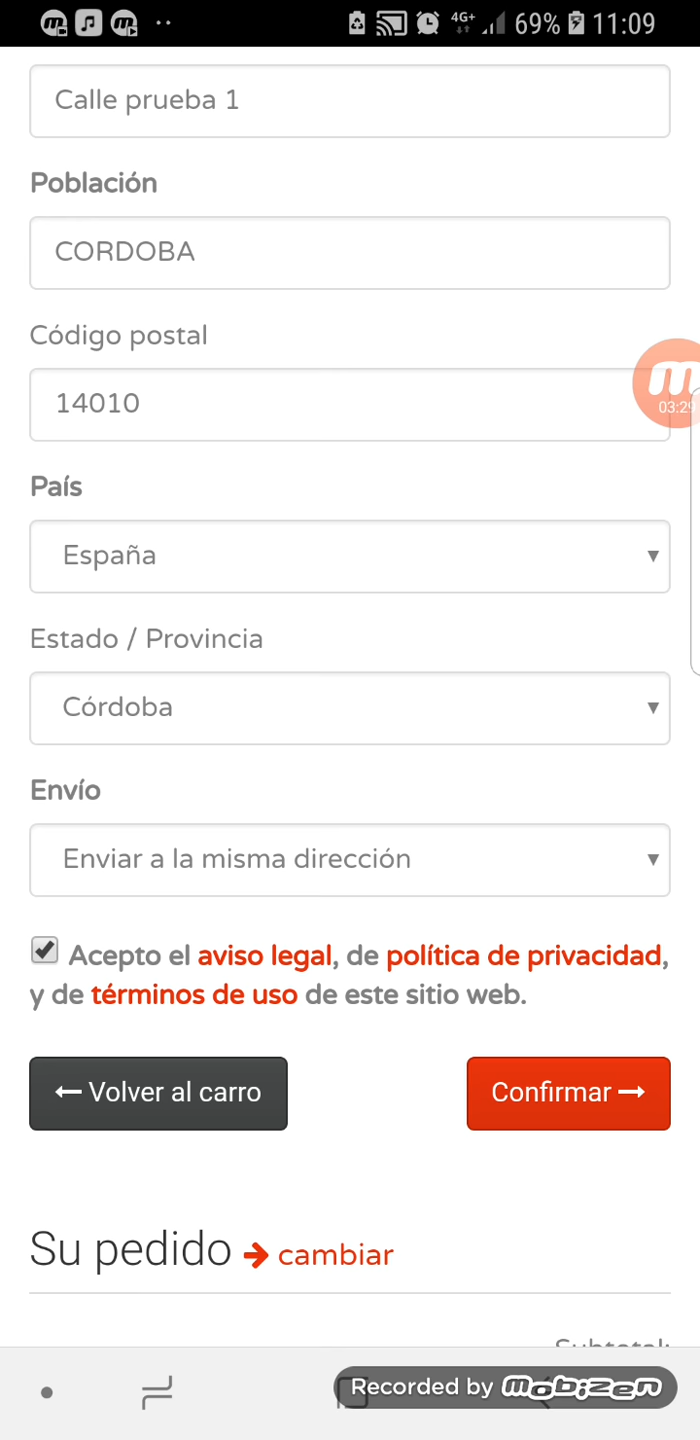 4G+ 69% 11:09
Calle prueba 1
Población
CORDOBA
Código postal
14010
03:29
País
España
Estado / Provincia
Córdoba
Envío
Enviar a la misma dirección
Acepto el aviso legal, de política de privacidad,
y de términos de uso de este sitio web.
← Volver al carro
Confirmar →
Su pedido → cambiar
Subtotal:
Recorded by mobizen